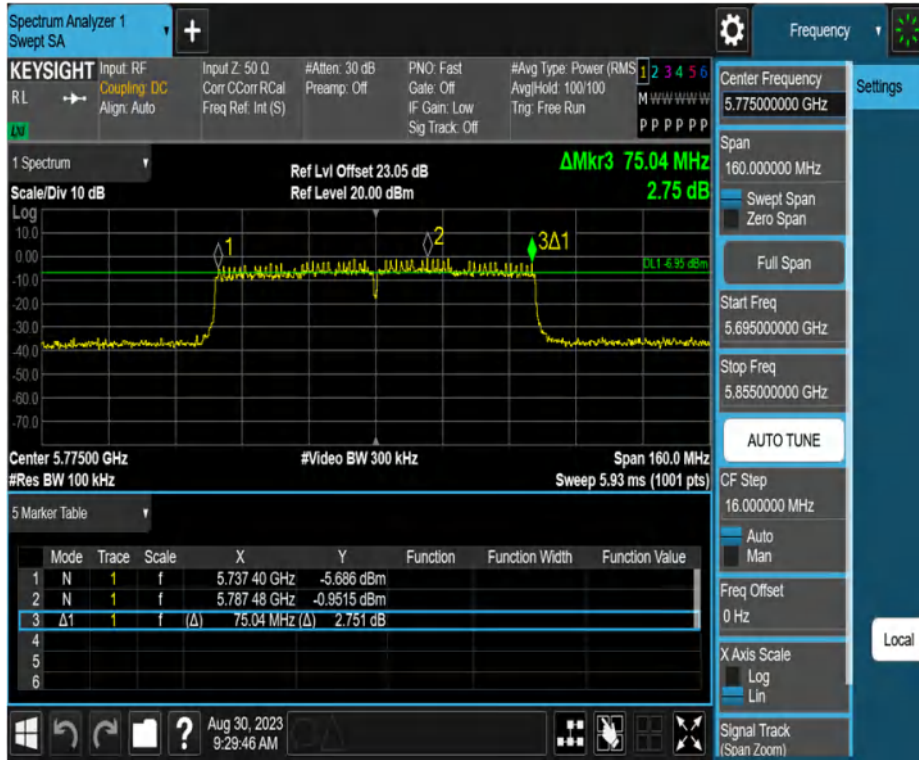 Spectrum Analyzer 1
Swept SA
+
Frequency
KEYSIGHT
RL
LXI
Input: RF
Coupling: DC
Align: Auto
Input Z: 50 Ω
Corr CCorr RCal
Freq Ref: Int (S)
#Atten: 30 dB
Preamp: Off
PNO: Fast
Gate: Off
IF Gain: Low
Sig Track: Off
#Avg Type: Power (RMS
Avg|Hold: 100/100
Trig: Free Run
1 2 3 4 5 6
M W W W W W
P P P P P P
Center Frequency
5.775000000 GHz
Settings
Span
160.000000 MHz
Swept Span
Zero Span
Full Span
Start Freq
5.695000000 GHz
Stop Freq
5.855000000 GHz
AUTO TUNE
CF Step
16.000000 MHz
Auto
Man
Freq Offset
0 Hz
X Axis Scale
Log
Lin
Signal Track
(Span Zoom)
Local
1 Spectrum
Scale/Div 10 dB
Ref Lvl Offset 23.05 dB
Ref Level 20.00 dBm
ΔMkr3 75.04 MHz
2.75 dB
Log
10.0
0.00
-10.0
-20.0
-30.0
-40.0
-50.0
-60.0
-70.0
1
2
3Δ1
DL1 -6.95 dBm
Center 5.77500 GHz
#Video BW 300 kHz
Span 160.0 MHz
#Res BW 100 kHz
Sweep 5.93 ms (1001 pts)
5 Marker Table
Mode Trace Scale X Y Function Function Width Function Value
1 N 1 f 5.737 40 GHz -5.686 dBm
2 N 1 f 5.787 48 GHz -0.9515 dBm
3 Δ1 1 f (Δ) 75.04 MHz (Δ) 2.751 dB
4
5
6
?
Aug 30, 2023
9:29:46 AM